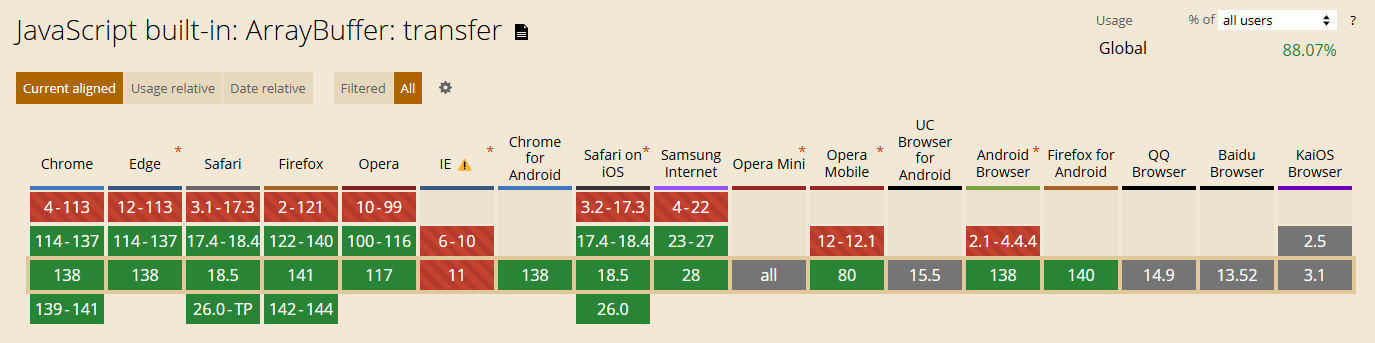 JavaScript built-in: ArrayBuffer: transfer
Usage % of all users ?
Global 88.07%
Current aligned Usage relative Date relative Filtered All
Chrome Edge * Safari Firefox Opera IE * Chrome for Android Safari on iOS * Samsung Internet Opera Mini * Opera Mobile * UC Browser for Android Android Browser * Firefox for Android QQ Browser Baidu Browser KaiOS Browser
4-113 12-113 3.1-17.3 2-121 10-99 3.2-17.3 4-22
114-137 114-137 17.4-18.4 122-140 100-116 6-10 17.4-18.4 23-27 12-12.1 2.1-4.4.4 2.5
138 138 18.5 141 117 11 138 18.5 28 all 80 15.5 138 140 14.9 13.52 3.1
139-141 26.0-TP 142-144 26.0